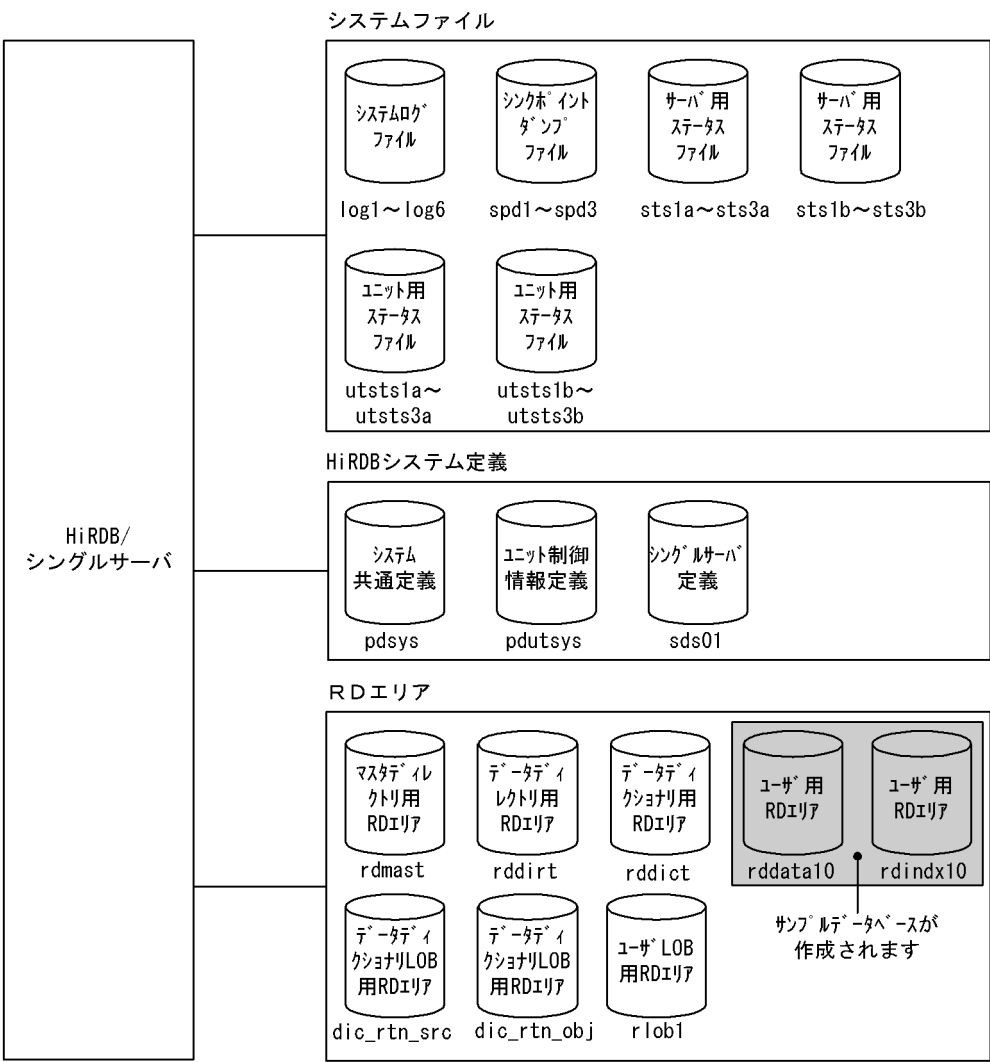 システムファイル
システムログ
ファイル
シンクポイント
ダンプ
ファイル
サーバ用
ステータス
ファイル
サーバ用
ステータス
ファイル
log1～log6
spd1～spd3
sts1a～sts3a
sts1b～sts3b
ユニット用
ステータス
ファイル
ユニット用
ステータス
ファイル
utsts1a～
utsts3a
utsts1b～
utsts3b
HiRDB/
シングルサーバ
HiRDBシステム定義
システム
共通定義
ユニット制御
情報定義
シングルサーバ
定義
pdsys
pdutsys
sds01
RDエリア
マスタディレ
クトリ用
RDエリア
データディ
レクトリ用
RDエリア
データディ
クショナリ用
RDエリア
ユーザ用
RDエリア
ユーザ用
RDエリア
rdmast
rddirt
rddict
rddata10
rdindx10
データディ
クショナリLOB
用RDエリア
データディ
クショナリLOB
用RDエリア
ユーザLOB
用RDエリア
サンプルデータベースが
作成されます
dic_rtn_src
dic_rtn_obj
rlob1